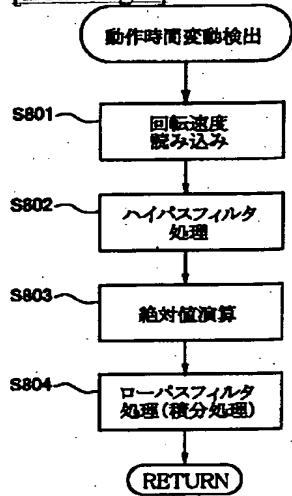 動作時間変動検出
S801
回転速度
読み込み
S802
ハイパスフィルタ
処理
S803
絶対値演算
S804
ローパスフィルタ
処理(積分処理)
RETURN